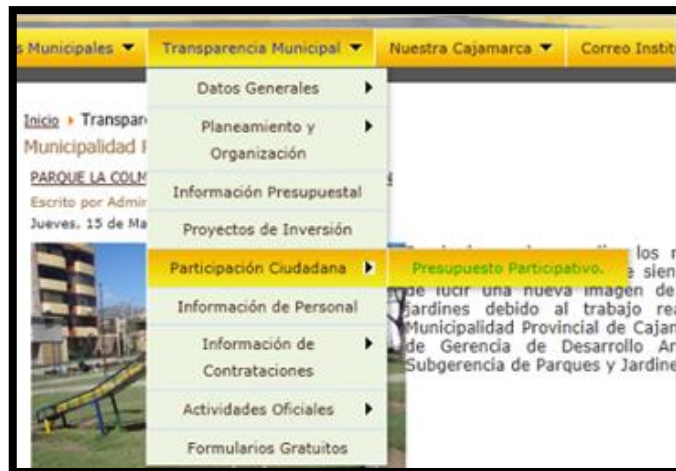 s Municipales Transparencia Municipal Nuestra Cajamarca Correo Instit
Datos Generales
Planeamiento y
Organización
Información Presupuestal
Proyectos de Inversión
Participación Ciudadana
Presupuesto Participativo.
Información de Personal
Información de
Contrataciones
Actividades Oficiales
Formularios Gratuitos
Inicio Transpar
Municipalidad
PARQUE LA COLM
Escrito por Admir
Jueves, 15 de Ma
los
sien
de lucir una nueva imagen de
jardines debido al trabajo rea
Municipalidad Provincial de Cajam
de Gerencia de Desarrollo Am
Subgerencia de Parques y Jardine